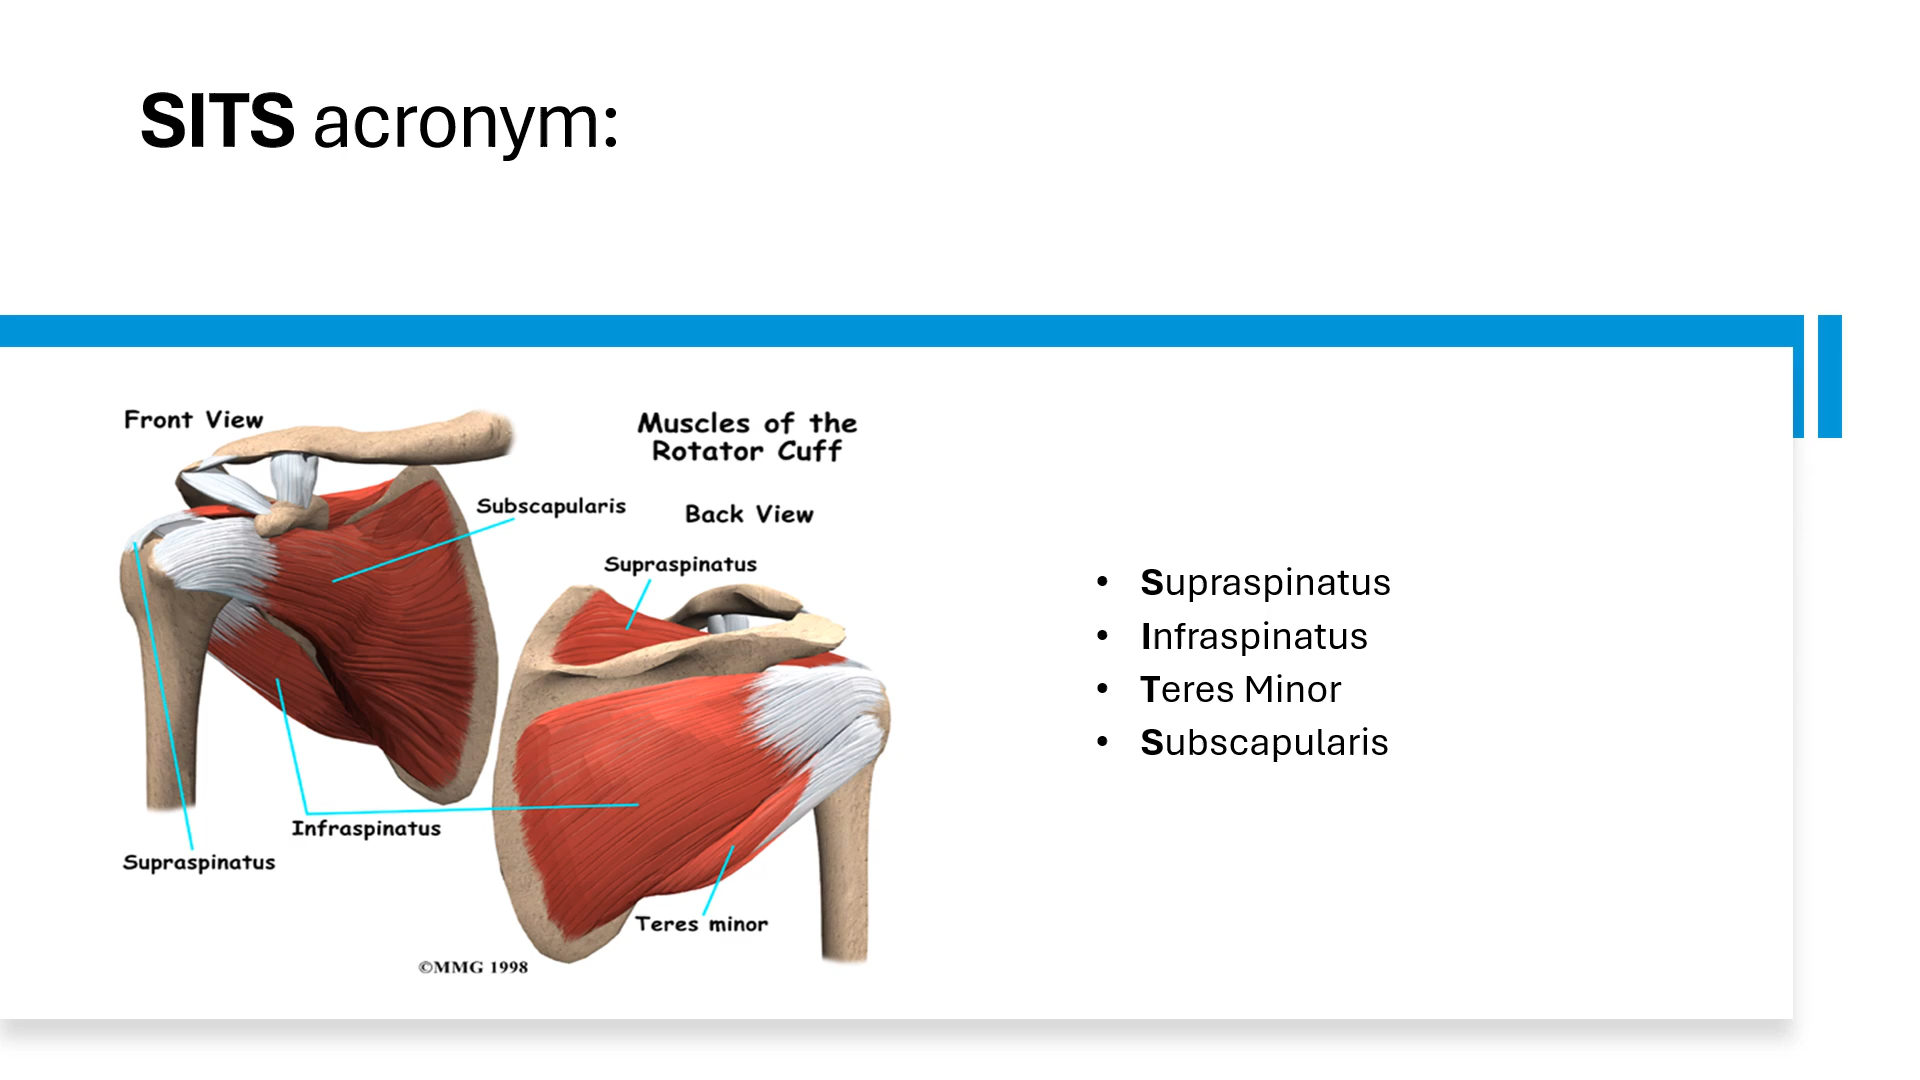 SITS acronym:
Front View
Muscles of the
Rotator Cuff
Subscapularis
Back View
Supraspinatus
Infraspinatus
Supraspinatus
Teres minor
©MMG 1998
• Supraspinatus
• Infraspinatus
• Teres Minor
• Subscapularis